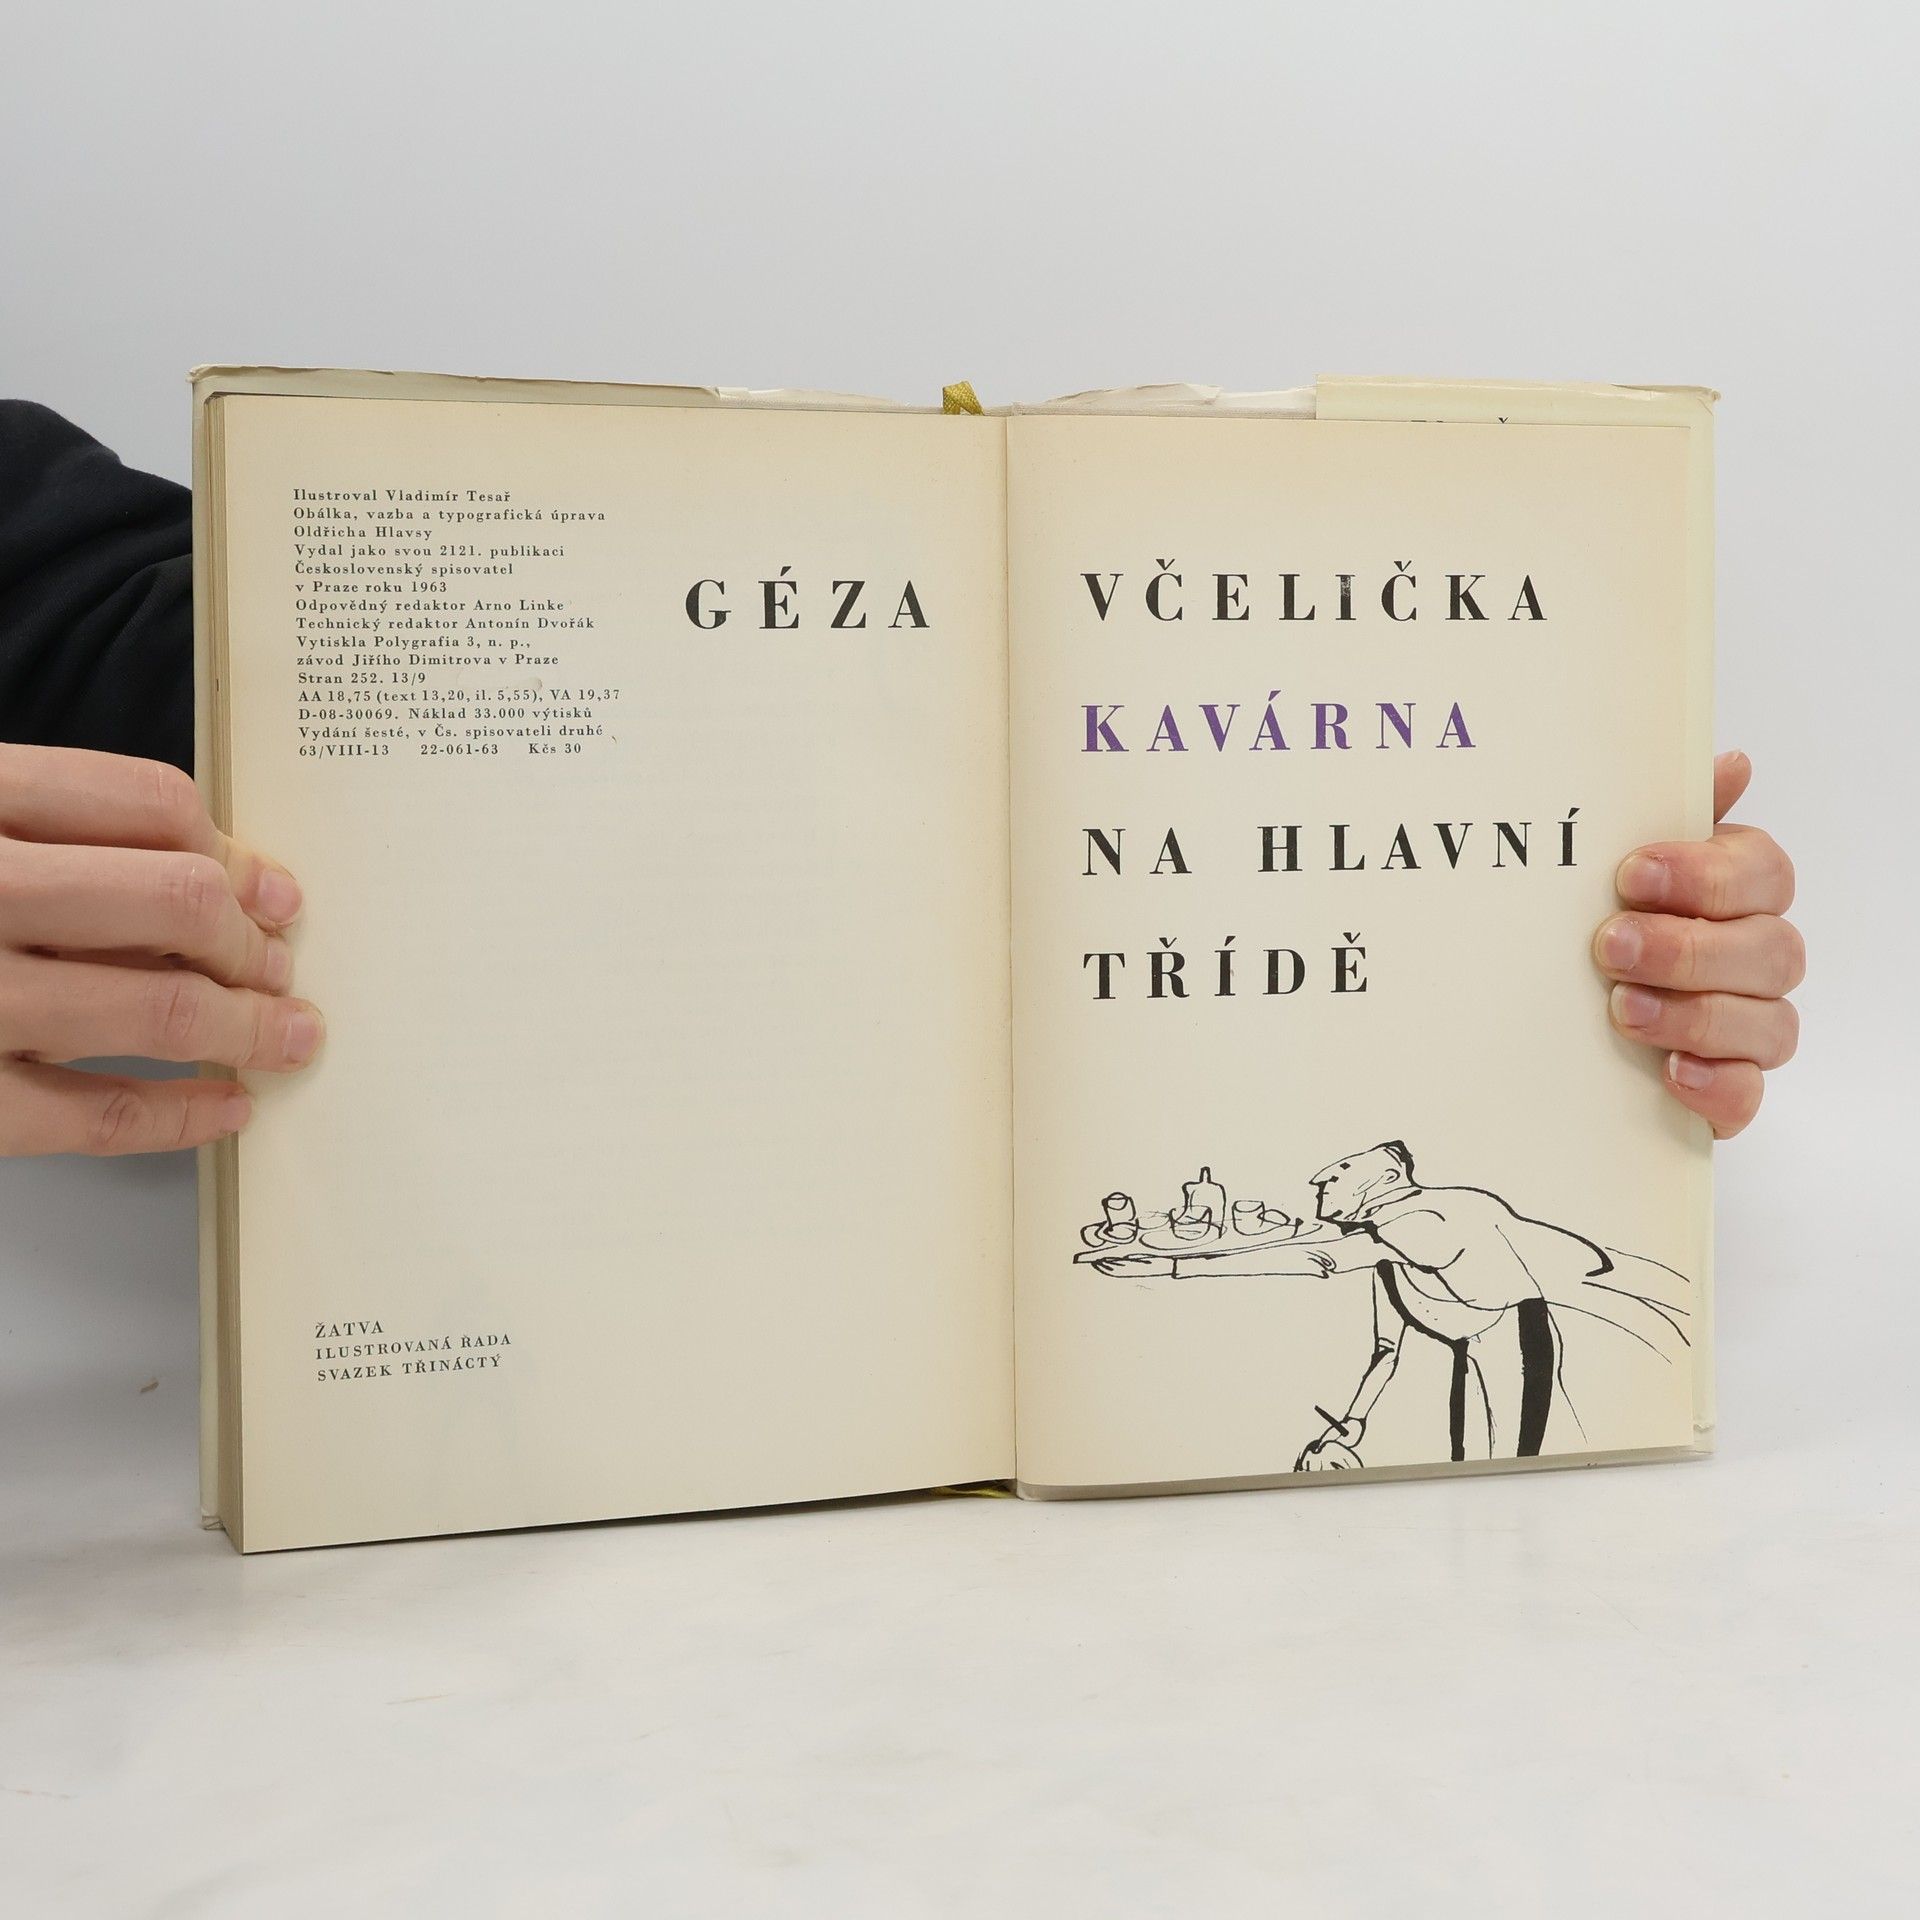 Ilustroval Vladimír Tesař
Obálka, vazba a typografická úprava
Oldřicha Hlavsy
Vydal jako svou 2121. publikaci
Československý spisovatel
v Praze roku 1963
Odpovědný redaktor Arno Linke
Technický redaktor Antonín Dvořák
Vytiskla Polygrafia 3, n. p.,
závod Jiřího Dimitrova v Praze
Stran 252. 13/9
AA 18,75 (text 13,20, il. 5,55), VA 19,37
D-08-30069. Náklad 33.000 výtisků
Vydání šesté, v Čs. spisovateli druhé
63/VIII-13 22-061-63 Kčs 30
GÉZA
ŽATVA
ILUSTROVANÁ ŘADA
SVAZEK TŘINÁCTÝ
VČELIČKA
KAVÁRNA
NA HLAVNÍ
TŘÍDĚ